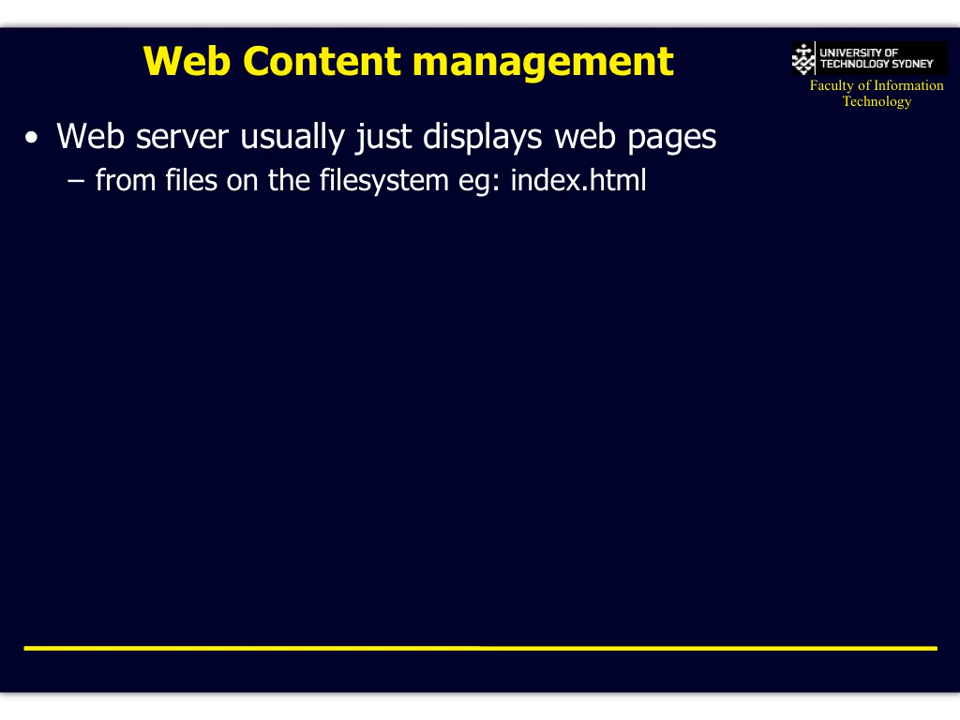 Web Content management
UNIVERSITY OF
TECHNOLOGY SYDNEY
Faculty of Information
Technology
• Web server usually just displays web pages
– from files on the filesystem eg: index.html